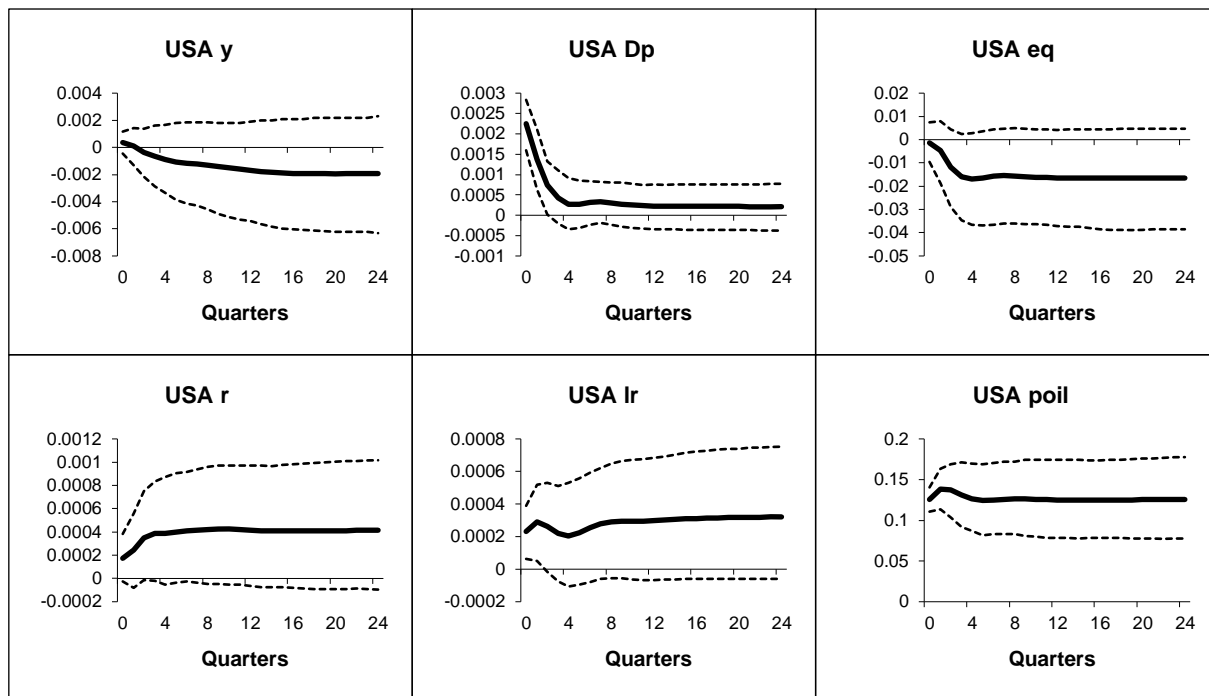 USA y
0.004
0.002
0
-0.002
-0.004
-0.006
-0.008
0 4 8 12 16 20 24
Quarters
USA Dp
0.003
0.0025
0.002
0.0015
0.001
0.0005
0
-0.0005
-0.001
0 4 8 12 16 20 24
Quarters
USA eq
0.02
0.01
0
-0.01
-0.02
-0.03
-0.04
-0.05
0 4 8 12 16 20 24
Quarters
USA r
0.0012
0.001
0.0008
0.0006
0.0004
0.0002
0
-0.0002
0 4 8 12 16 20 24
Quarters
USA lr
0.0008
0.0006
0.0004
0.0002
0
-0.0002
0 4 8 12 16 20 24
Quarters
USA poil
0.2
0.15
0.1
0.05
0
0 4 8 12 16 20 24
Quarters